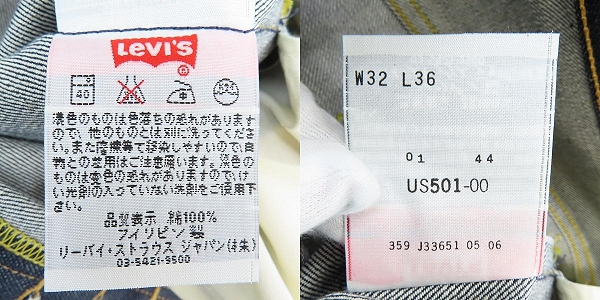 LEVI'S
40
濃色のものは色落ちの恐れがあります
ので、他のものとは別に洗ってくださ
い。また摩擦等で移染しやすいので白
物との着用はご注意願います。淡色の
ものは変色の恐れがありますのでけい
光剤の入っていない洗剤をご使用下
さい。
品質表示 綿100%
フィリピン製
リーバイ・ストラウス ジャパン(株)
03-5421-9500
W32 L36
01 44
US501-00
359 J33651 05 06